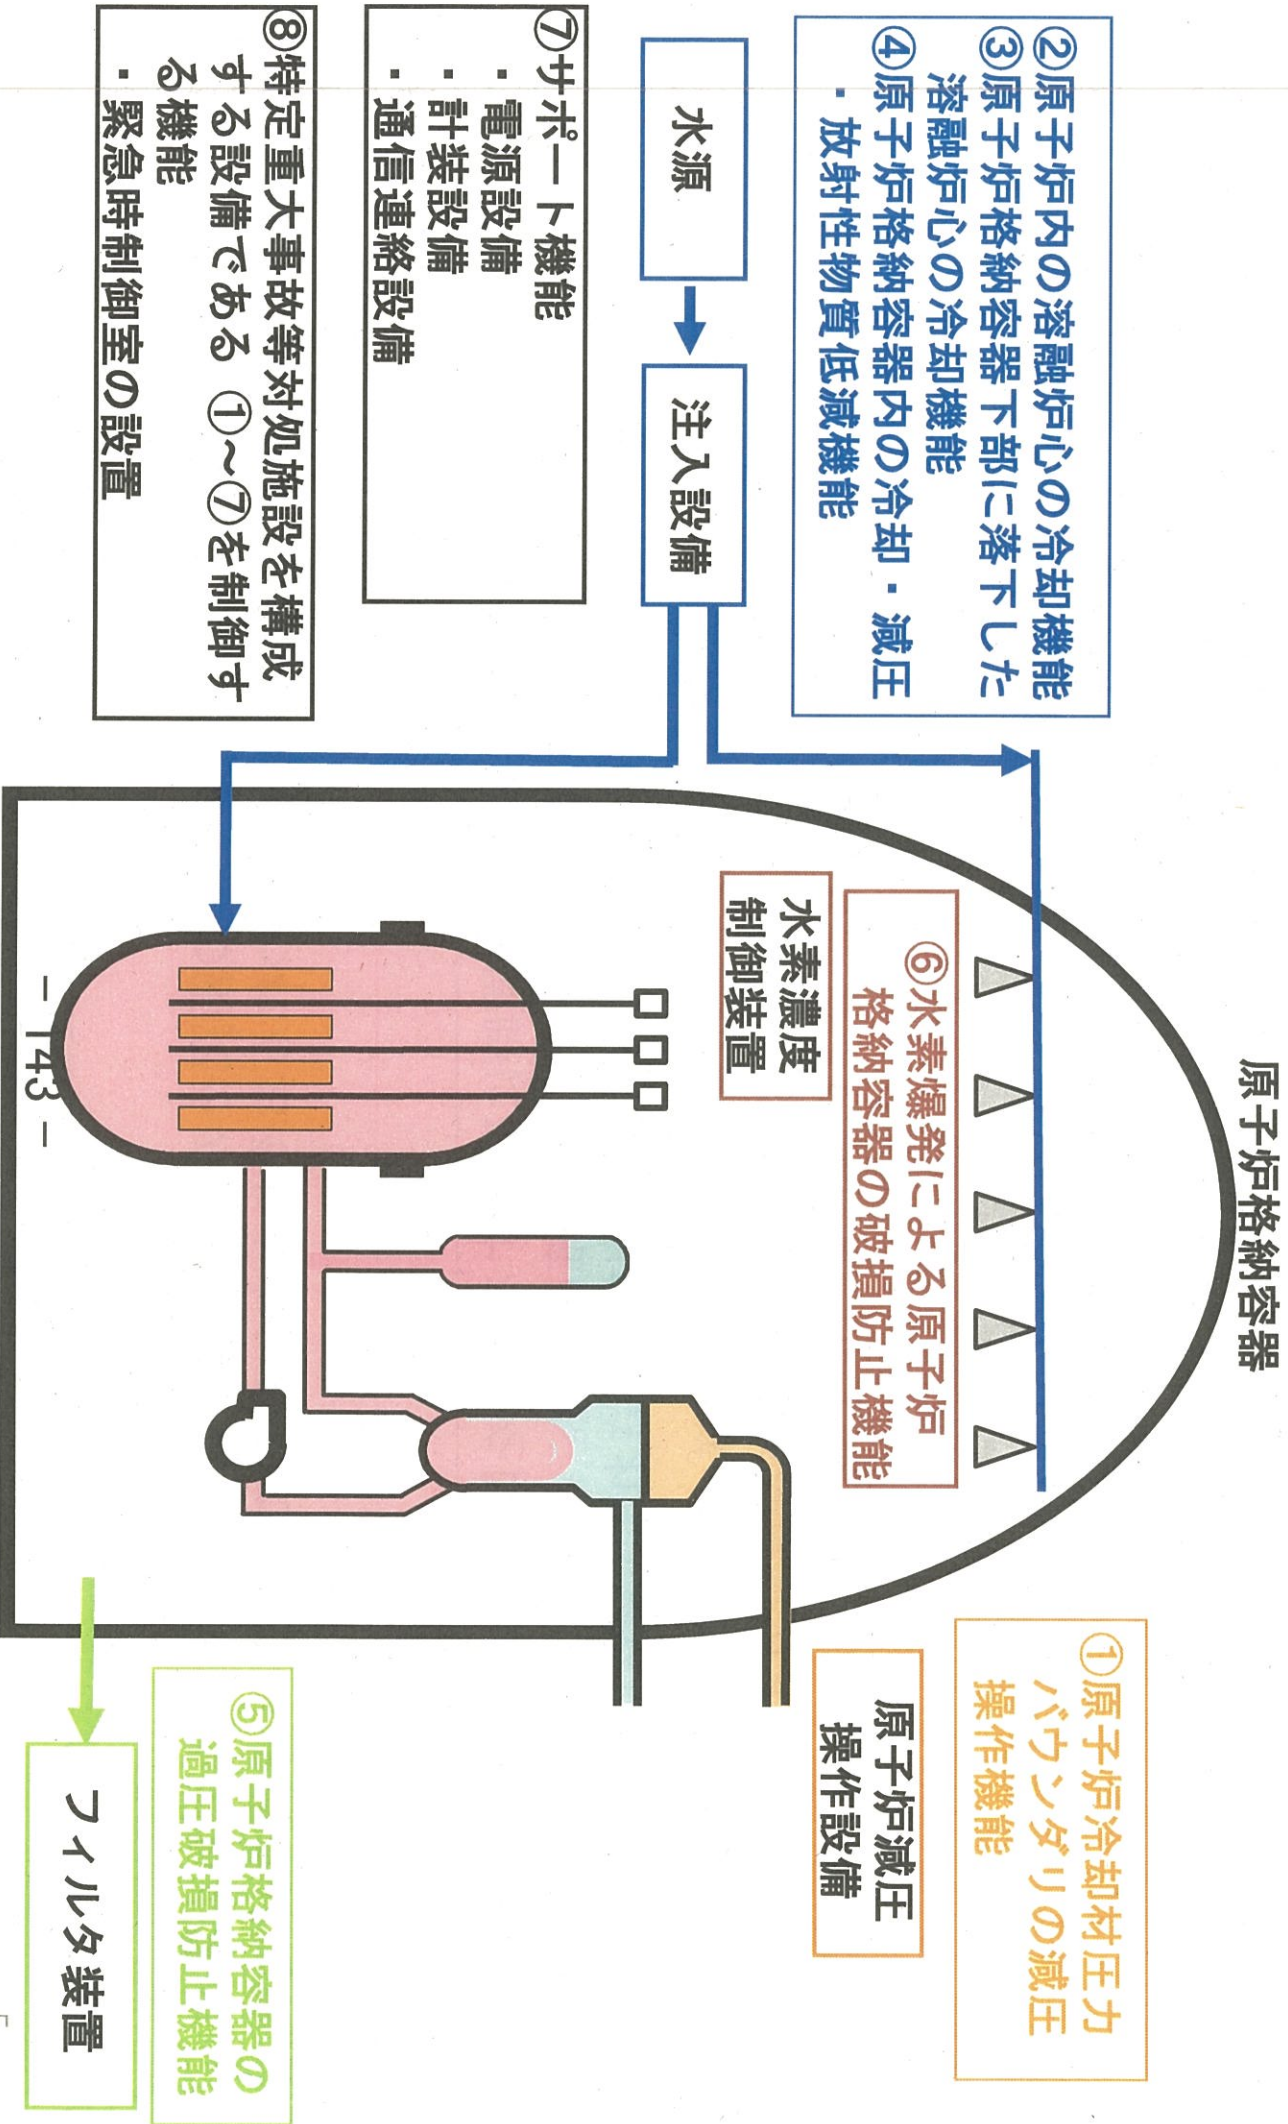 原子炉格納容器
②原子炉内の溶融炉心の冷却機能
③原子炉格納容器下部に落下した
溶融炉心の冷却機能
④原子炉格納容器内の冷却・減圧
・放射性物質低減機能
水源
注入設備
⑦サポート機能
・電源設備
・計装設備
・通信連絡設備
⑧特定重大事故等対処施設を構成
する設備である ①～⑦を制御す
る機能
・緊急時制御室の設置
⑥水素爆発による原子炉
格納容器の破損防止機能
水素濃度
制御装置
①原子炉冷却材圧力
バウンダリの減圧
操作機能
原子炉減圧
操作設備
⑤原子炉格納容器の
過圧破損防止機能
フィルタ装置
- 143 -